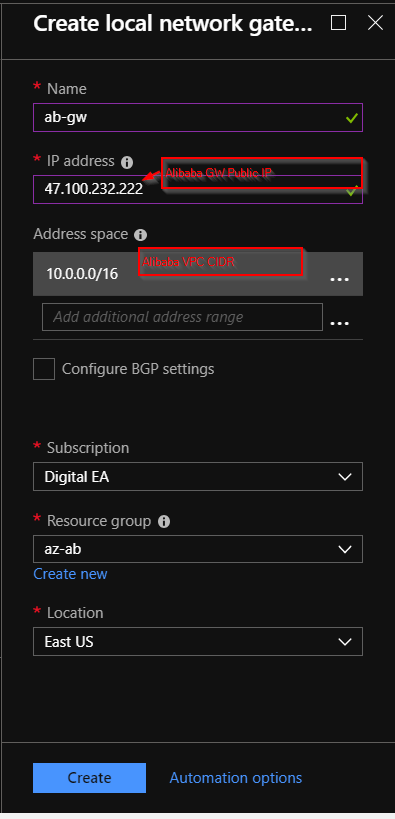 Create local network gate...
* Name
ab-gw
* IP address
Alibaba GW Public IP
47.100.232.222
Address space
Alibaba VPC CIDR
10.0.0.0/16
...
Add additional address range
...
Configure BGP settings
* Subscription
Digital EA
* Resource group
az-ab
Create new
* Location
East US
Create Automation options